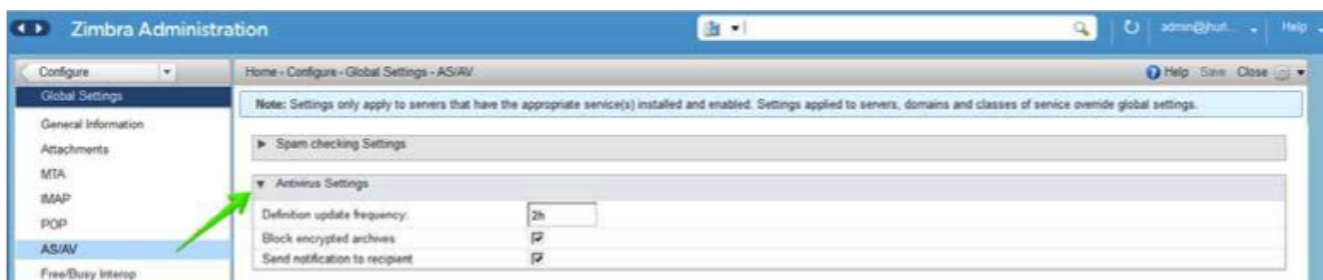 Zimbra Administration
admin@jhurl... Help
Configure
Home - Configure - Global Settings - AS/AV
Help Save Close
Global Settings
Note: Settings only apply to servers that have the appropriate service(s) installed and enabled. Settings applied to servers, domains and classes of service override global settings.
General Information
Attachments
Spam checking Settings
MTA
Antivirus Settings
IMAP
POP
Definition update frequency: 2h
AS/AV
Block encrypted archives
Send notification to recipient
Free/Busy Interop